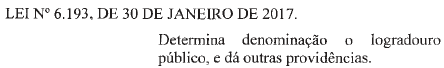 LEI Nº 6.193, DE 30 DE JANEIRO DE 2017.
Determina denominação o logradouro
público, e dá outras providências.